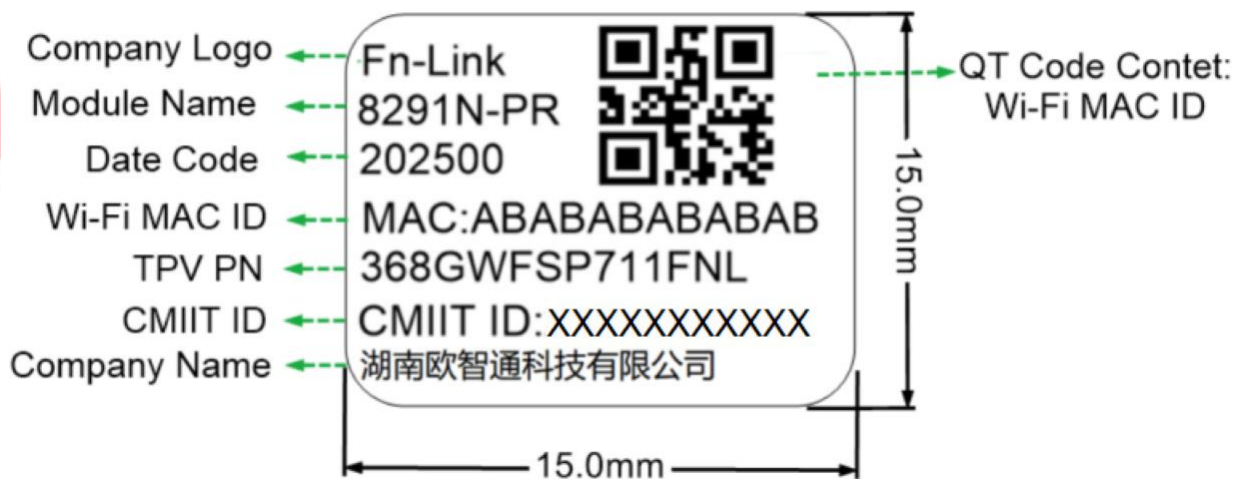 Company Logo
Fn-Link
QT Code Contet:
Wi-Fi MAC ID
Module Name
8291N-PR
Date Code
202500
Wi-Fi MAC ID
MAC:ABABABABABAB
TPV PN
368GWFSP711FNL
CMIIT ID
CMIIT ID:XXXXXXXXXXX
Company Name
湖南欧智通科技有限公司
15.0mm
15.0mm